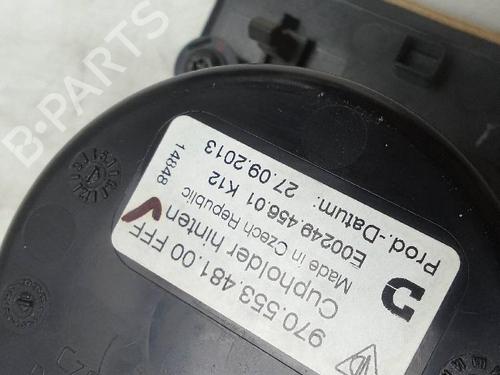 970.553.481.00 FFF
Cupholder hinten
Made in Czech Republic
E00249 456.01 K12
Prod.-Datum: 27.09.2013
14848
B-PARTS